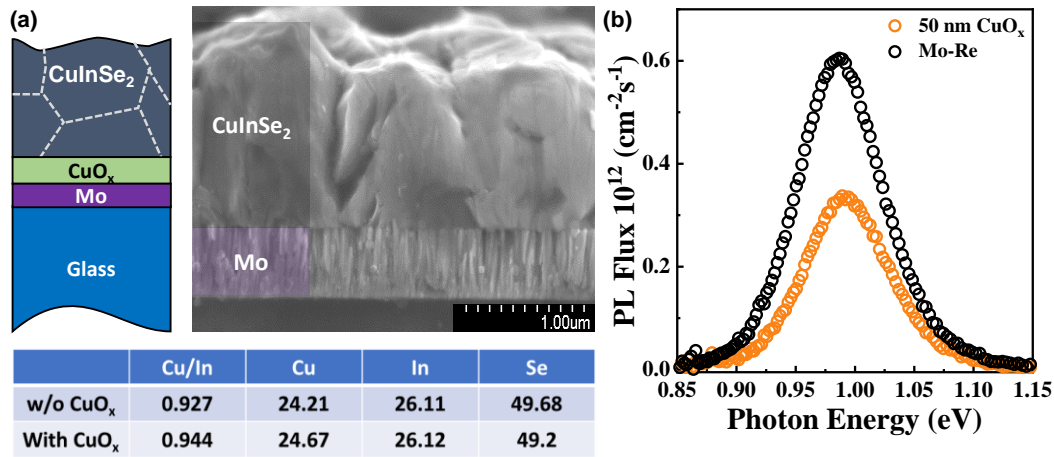 (a)
CuInSe₂
CuOₓ
Mo
Glass
CuInSe₂
Mo
1.00um
Cu/In Cu In Se
w/o CuOₓ 0.927 24.21 26.11 49.68
With CuOₓ 0.944 24.67 26.12 49.2
(b)
50 nm CuOₓ
Mo-Re
PL Flux 10¹² (cm⁻²s⁻¹)
0.6
0.4
0.2
0.0
0.85 0.90 0.95 1.00 1.05 1.10 1.15
Photon Energy (eV)